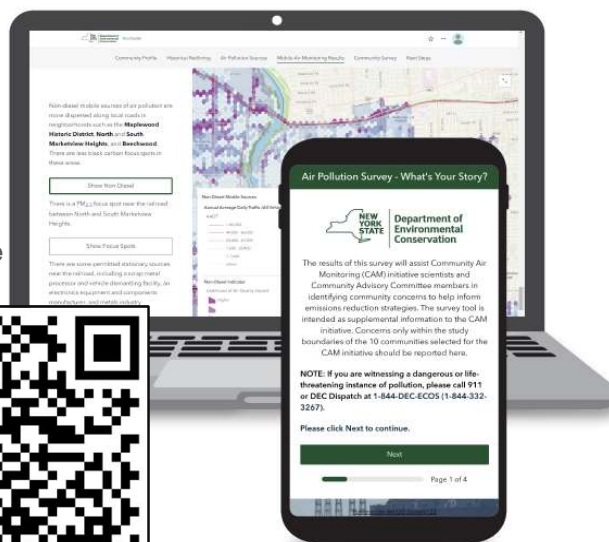 Department of
Environmental
Conservation
Community Profile Historical Redlining Air Pollution Sources Mobile Air Monitoring Results Community Survey Next Steps
Non-diesel mobile sources of air pollution are
more dispersed along local roads in
neighborhoods such as the Maplewood
Historic District, North and South
Marketview Heights, and Beechwood.
There are less black carbon focus spots in
these areas.
Show Non Diesel
There is a PM2.5 focus spot near the railroad
between North and South Marketview
Heights.
Show Focus Spots
There are some permitted stationary sources
near the railroad, including a scrap metal
processor and vehicle dismantling facility, an
electronics equipment and components
manufacturer, and metals industry
Non-Diesel Mobile Sources
Non-Diesel Indicator
Higher
Air Pollution Survey - What's Your Story?
NEW
YORK
STATE
Department of
Environmental
Conservation
The results of this survey will assist Community Air
Monitoring (CAM) initiative scientists and
Community Advisory Committee members in
identifying community concerns to help inform
emissions reduction strategies. The survey tool is
intended as supplemental information to the CAM
initiative. Concerns only within the study
boundaries of the 10 communities selected for the
CAM initiative should be reported here.
NOTE: If you are witnessing a dangerous or life-
threatening instance of pollution, please call 911
or DEC Dispatch at 1-844-DEC-ECOS (1-844-332-
3267).
Please click Next to continue.
Next
Page 1 of 4
e